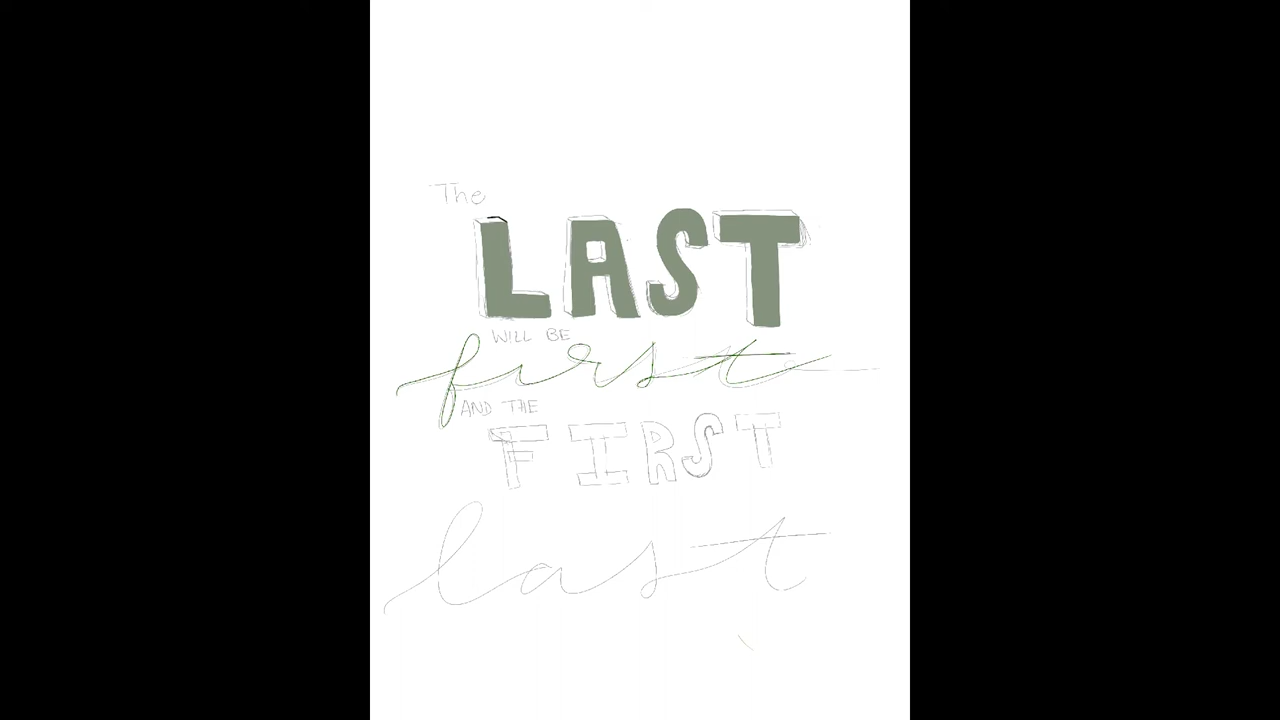 The
LAST
WILL BE
first
AND THE
FIRST
last